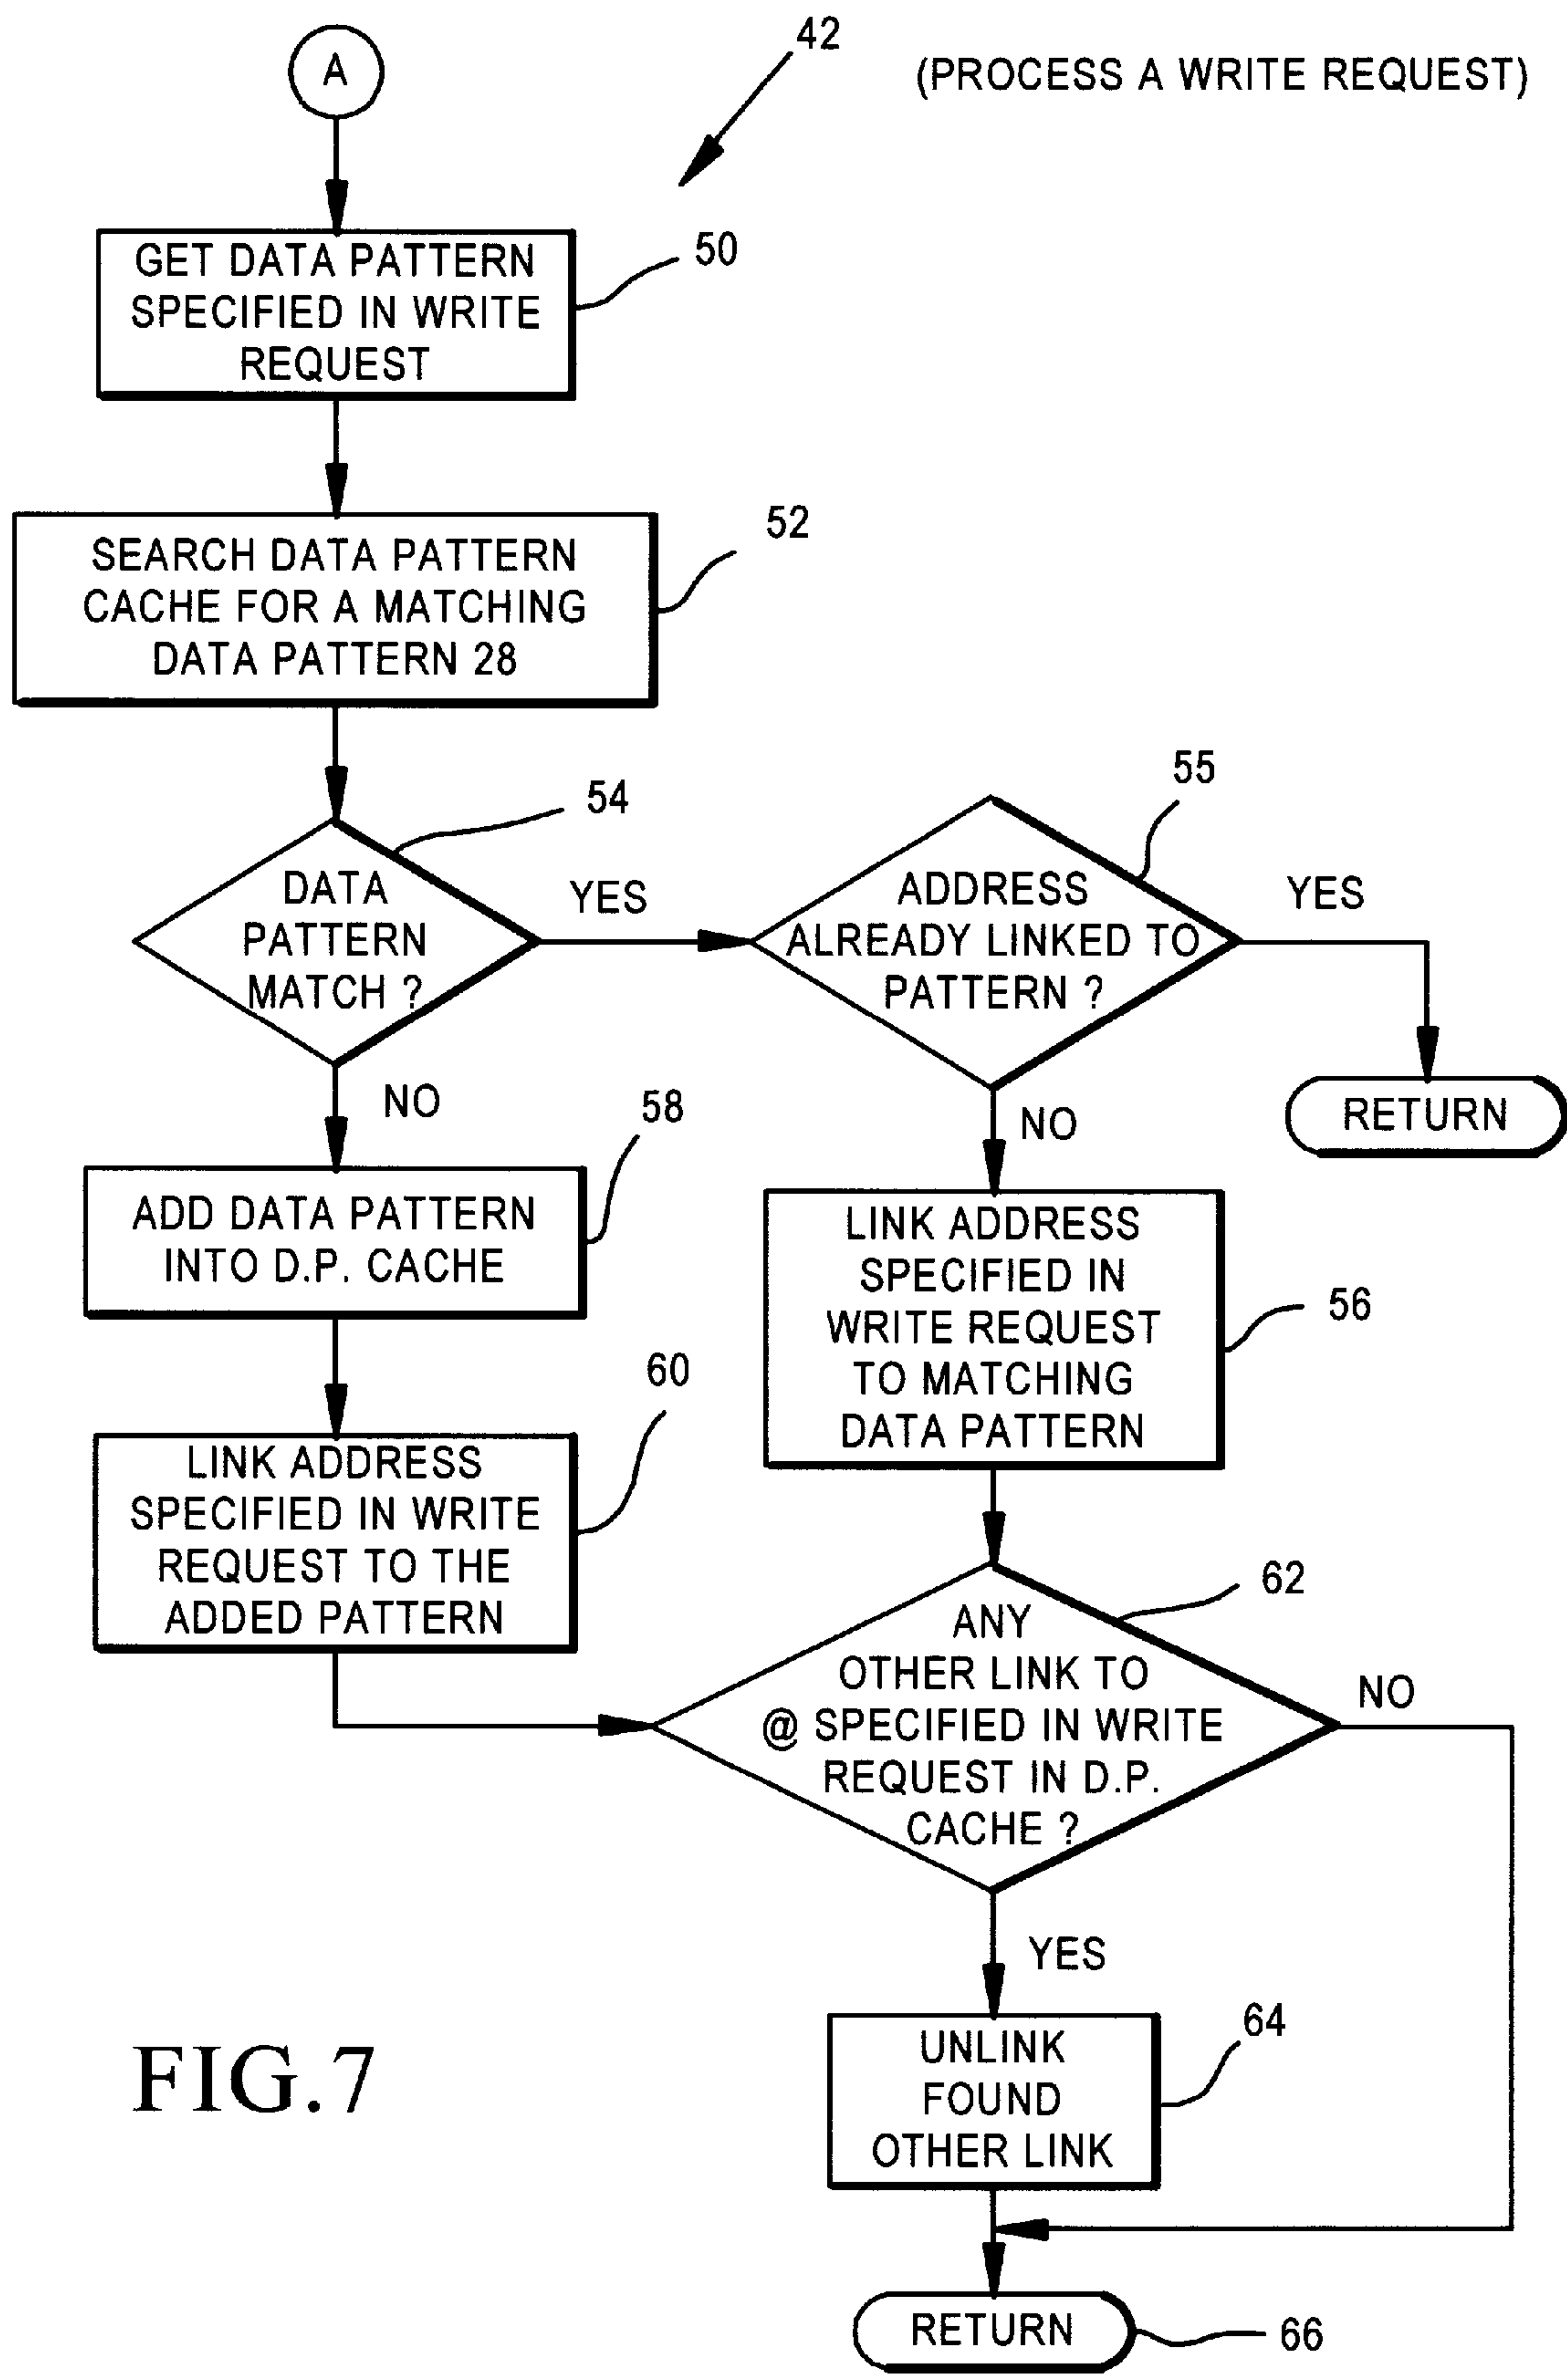 A
42
(PROCESS A WRITE REQUEST)
GET DATA PATTERN
SPECIFIED IN WRITE
REQUEST
50
SEARCH DATA PATTERN
CACHE FOR A MATCHING
DATA PATTERN 28
52
DATA
PATTERN
MATCH ?
54
YES
NO
ADDRESS
ALREADY LINKED TO
PATTERN ?
55
YES
NO
RETURN
ADD DATA PATTERN
INTO D.P. CACHE
58
LINK ADDRESS
SPECIFIED IN
WRITE REQUEST
TO MATCHING
DATA PATTERN
56
LINK ADDRESS
SPECIFIED IN WRITE
REQUEST TO THE
ADDED PATTERN
60
ANY
OTHER LINK TO
@ SPECIFIED IN WRITE
REQUEST IN D.P.
CACHE ?
62
NO
YES
UNLINK
FOUND
OTHER LINK
64
RETURN
66
FIG.7